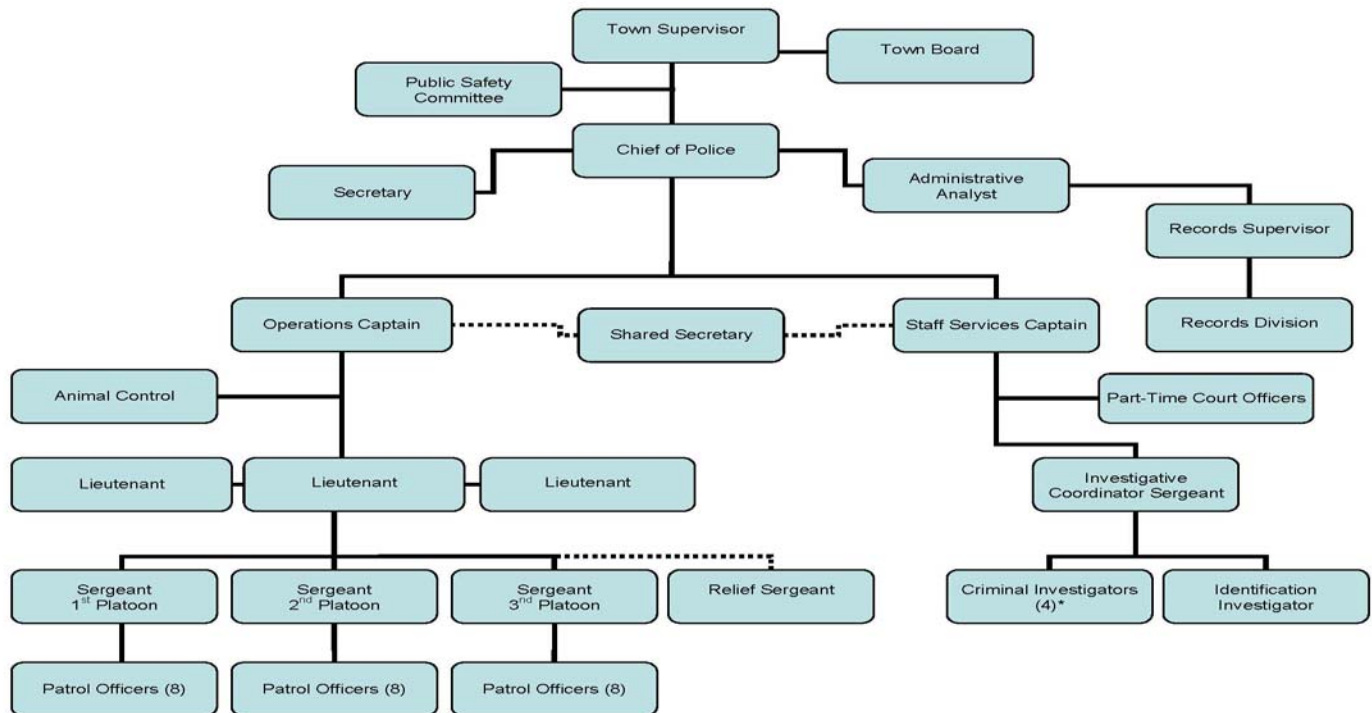 Town Supervisor
Town Board
Public Safety
Committee
Chief of Police
Secretary
Administrative
Analyst
Records Supervisor
Operations Captain
Shared Secretary
Staff Services Captain
Records Division
Animal Control
Part-Time Court Officers
Lieutenant
Lieutenant
Lieutenant
Investigative
Coordinator Sergeant
Sergeant
1st Platoon
Sergeant
2nd Platoon
Sergeant
3nd Platoon
Relief Sergeant
Criminal Investigators
(4)*
Identification
Investigator
Patrol Officers (8)
Patrol Officers (8)
Patrol Officers (8)